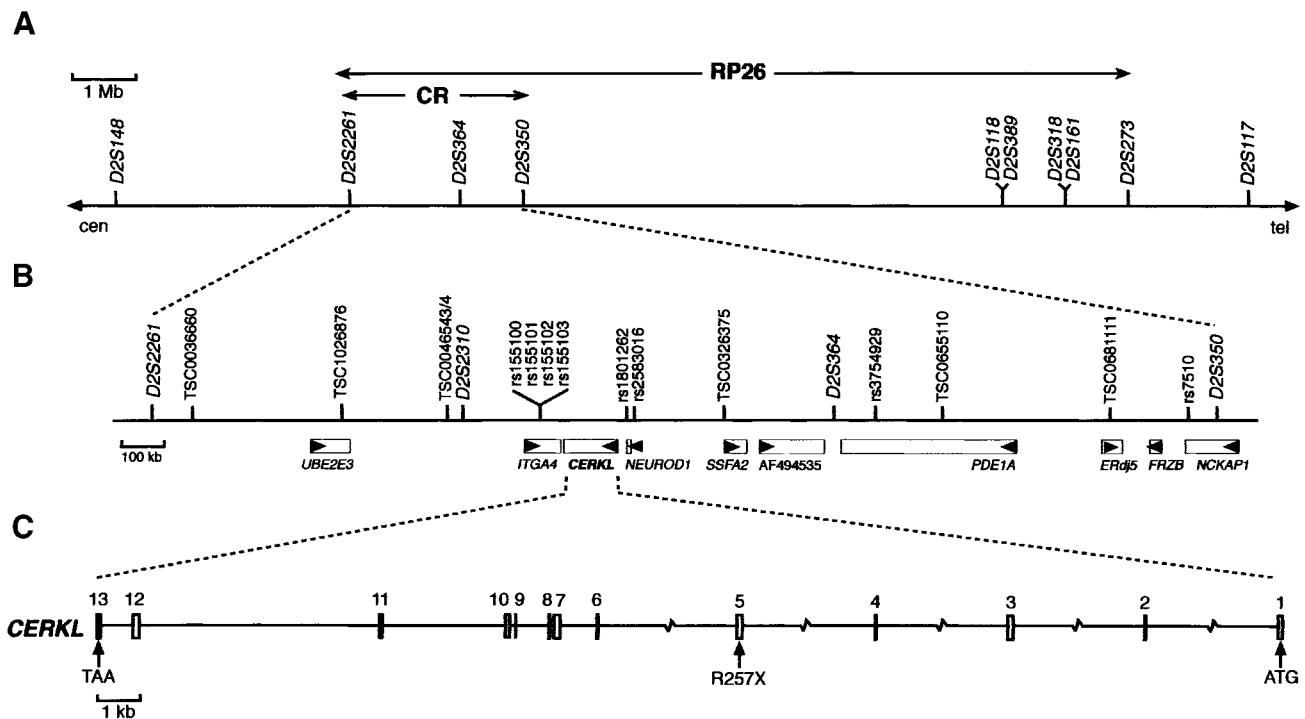 A
1 Mb
RP26
CR
D2S148
D2S2261
D2S364
D2S350
D2S118
D2S389
D2S318
D2S161
D2S273
D2S117
cen
tel
B
D2S2261
TSC0036660
TSC1026876
TSC0046543/4
D2S2310
rs155100
rs155101
rs155102
rs155103
rs1801262
rs2583016
TSC0326375
D2S364
rs3754929
TSC0655110
TSC0681111
rs7510
D2S350
100 kb
UBE2E3
ITGA4
CERKL
NEUROD1
SSFA2
AF494535
PDE1A
ERdj5
FRZB
NCKAP1
C
13 12 11 10 9 8 7 6 5 4 3 2 1
CERKL
TAA
R257X
ATG
1 kb